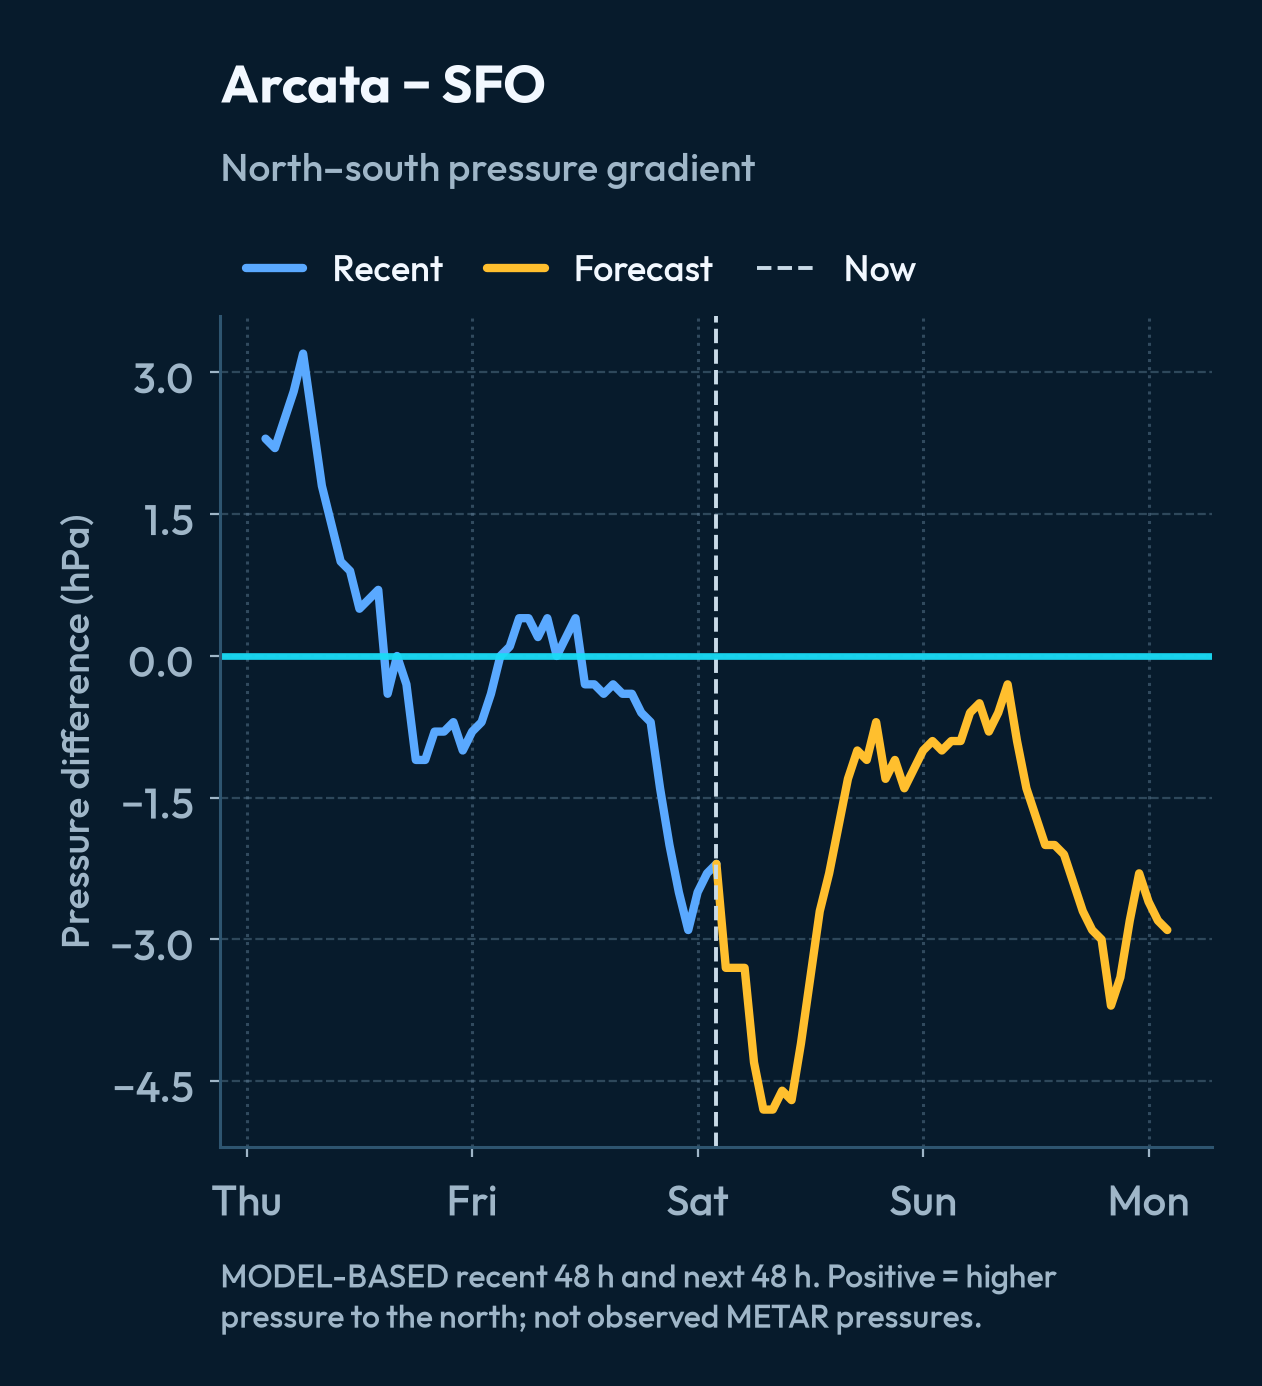 Arcata – SFO
North–south pressure gradient
Recent Forecast Now
Pressure difference (hPa)
3.0
1.5
0.0
−1.5
−3.0
−4.5
Thu Fri Sat Sun Mon
MODEL-BASED recent 48 h and next 48 h. Positive = higher
pressure to the north; not observed METAR pressures.